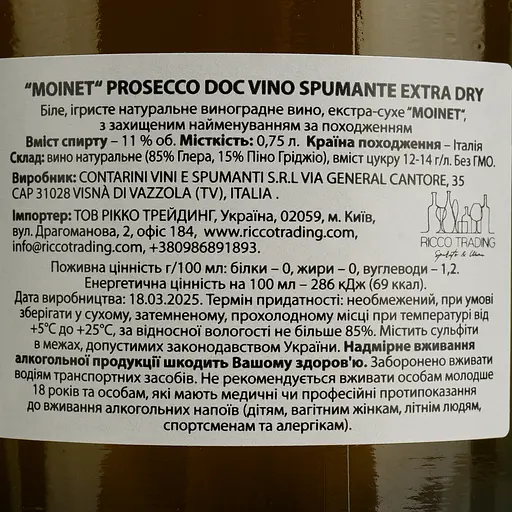 "MOINET" PROSECCO DOC VINO SPUMANTE EXTRA DRY
Біле, ігристе натуральне виноградне вино, екстра-сухе "MOINET",
з захищеним найменуванням за походженням
Вміст спирту – 11 % об. Місткість: 0,75 л. Країна походження – Італія
Склад: вино натуральне (85% Глера, 15% Піно Гріджіо), вміст цукру 12-14 г/л. Без ГМО.
Виробник: CONTARINI VINI E SPUMANTI S.R.L VIA GENERAL CANTORE, 35
CAP 31028 VISNÀ DI VAZZOLA (TV), ITALIA .
Імпортер: ТОВ РІККО ТРЕЙДИНГ, Україна, 02059, м. Київ,
вул. Драгоманова, 2, офіс 184, www.riccotrading.com,
info@riccotrading.com, +380986891893.
RICCO TRADING
Поживна цінність г/100 мл: білки – 0, жири – 0, вуглеводи – 1,2.
Енергетична цінність на 100 мл – 286 кДж (69 ккал).
Дата виробництва: 18.03.2025. Термін придатності: необмежений, при умові
зберігати у сухому, затемненому, прохолодному місці при температурі від
+5°C до +25°C, за відносної вологості не більше 85%. Містить сульфіти
в межах, допустимих законодавством України. Надмірне вживання
алкогольної продукції шкодить Вашому здоров'ю. Заборонено вживати
водіям транспортних засобів. Не рекомендується вживати особам молодше
18 років та особам, які мають медичні чи професійні протипоказання
до вживання алкогольних напоїв (дітям, вагітним жінкам, літнім людям,
спортсменам та алергікам).